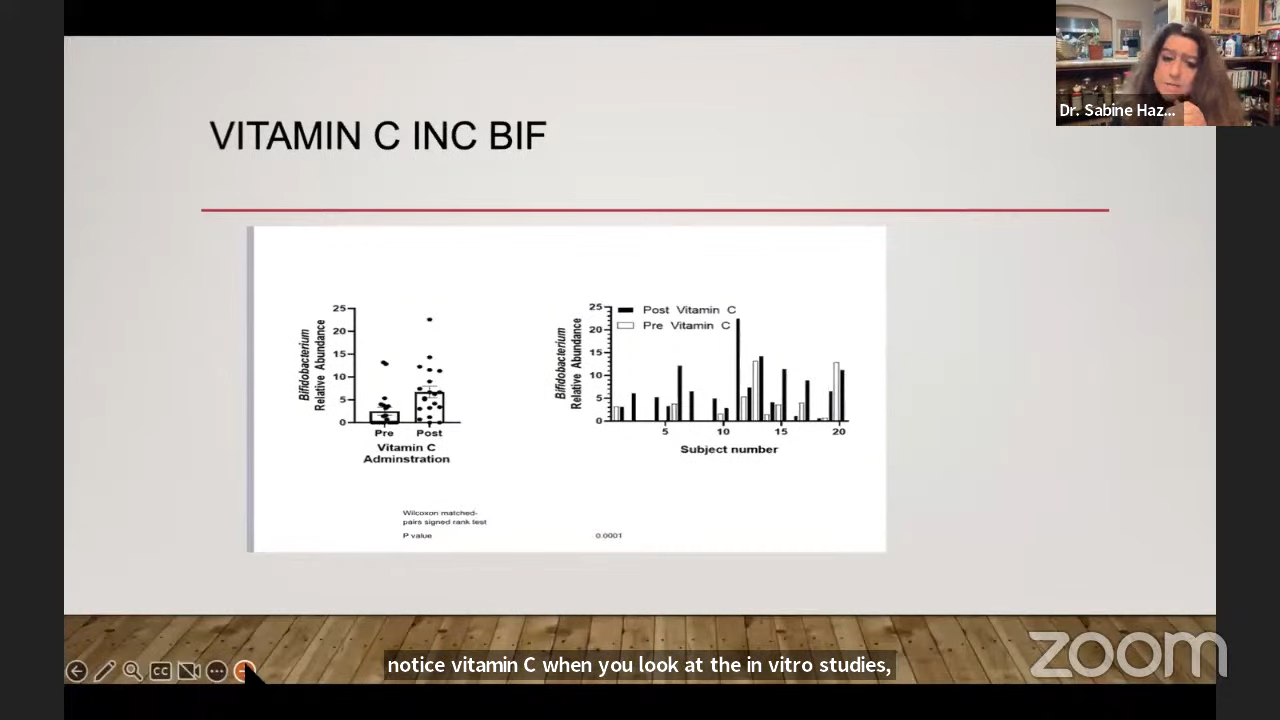 Dr. Sabine Haz...
VITAMIN C INC BIF
25
20
15
10
5
0
Bifidobacterium
Relative Abundance
Pre Post
Vitamin C
Adminstration
25
20
15
10
5
0
Bifidobacterium
Relative Abundance
Post Vitamin C
Pre Vitamin C
5 10 15 20
Subject number
Wilcoxon matched-
pairs signed rank test
P value 0.0001
CC
notice vitamin C when you look at the in vitro studies,
zoom